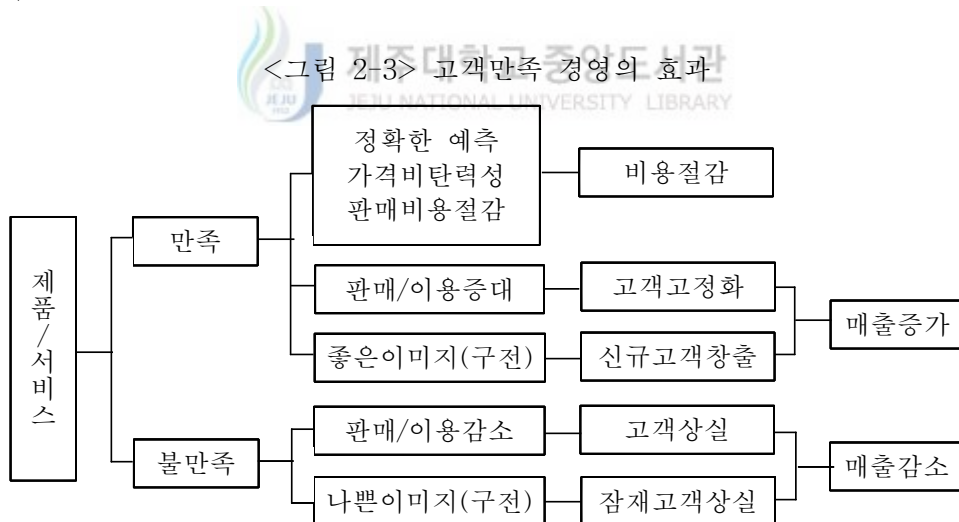 제주대학교 중앙도서관
JEJU NATIONAL UNIVERSITY LIBRARY
JEJU
1952
<그림 2-3> 고객만족 경영의 효과
제품/서비스
만족
정확한 예측
가격비탄력성
판매비용절감
비용절감
판매/이용증대
고객고정화
좋은이미지(구전)
신규고객창출
매출증가
불만족
판매/이용감소
고객상실
나쁜이미지(구전)
잠재고객상실
매출감소